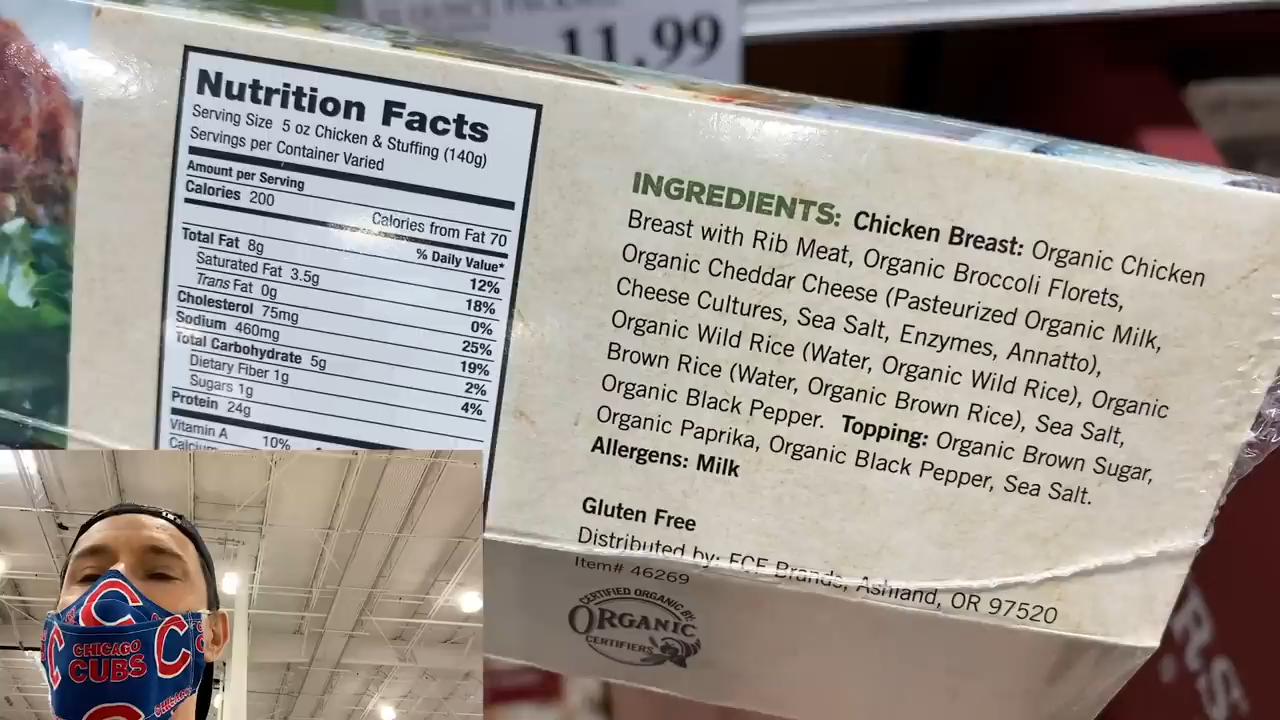 11.99
Nutrition Facts
Serving Size 5 oz Chicken & Stuffing (140g)
Servings per Container Varied
Amount per Serving
Calories 200 Calories from Fat 70
% Daily Value*
Total Fat 8g 12%
Saturated Fat 3.5g 18%
Trans Fat 0g 0%
Cholesterol 75mg 25%
Sodium 460mg 19%
Total Carbohydrate 5g 2%
Dietary Fiber 1g 4%
Sugars 1g
Protein 24g
Vitamin A 10%
INGREDIENTS: Chicken Breast: Organic Chicken
Breast with Rib Meat, Organic Broccoli Florets,
Organic Cheddar Cheese (Pasteurized Organic Milk,
Cheese Cultures, Sea Salt, Enzymes, Annatto),
Organic Wild Rice (Water, Organic Wild Rice), Organic
Brown Rice (Water, Organic Brown Rice), Sea Salt,
Organic Black Pepper. Topping: Organic Brown Sugar,
Organic Paprika, Organic Black Pepper, Sea Salt.
Allergens: Milk
Gluten Free
Distributed by: FCF Brands, Ashland, OR 97520
Item# 46269
CERTIFIED ORGANIC BY:
ORGANIC
CERTIFIERS
C
CHICAGO
CUBS
C